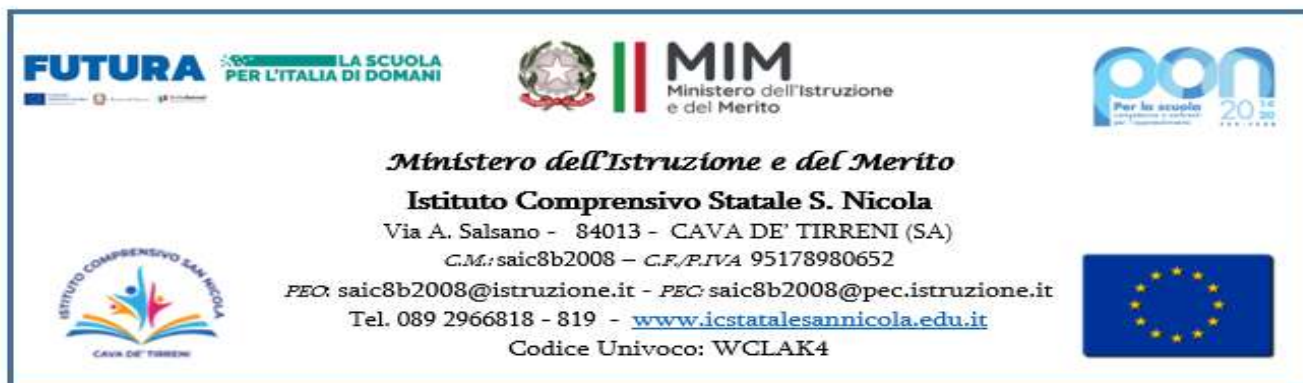 FUTURA
LA SCUOLA
PER L'ITALIA DI DOMANI
MIM
Ministero dell'Istruzione
e del Merito
pon
Per la scuola
20 14
20
Ministero dell'Istruzione e del Merito
Istituto Comprensivo Statale S. Nicola
Via A. Salsano - 84013 - CAVA DE' TIRRENI (SA)
C.M.: saic8b2008 – C.F./P.IVA 95178980652
PEO: saic8b2008@istruzione.it - PEC: saic8b2008@pec.istruzione.it
Tel. 089 2966818 - 819 - www.icstatalesannicola.edu.it
Codice Univoco: WCLAK4
ISTITUTO COMPRENSIVO SAN NICOLA
CAVA DE' TIRRENI